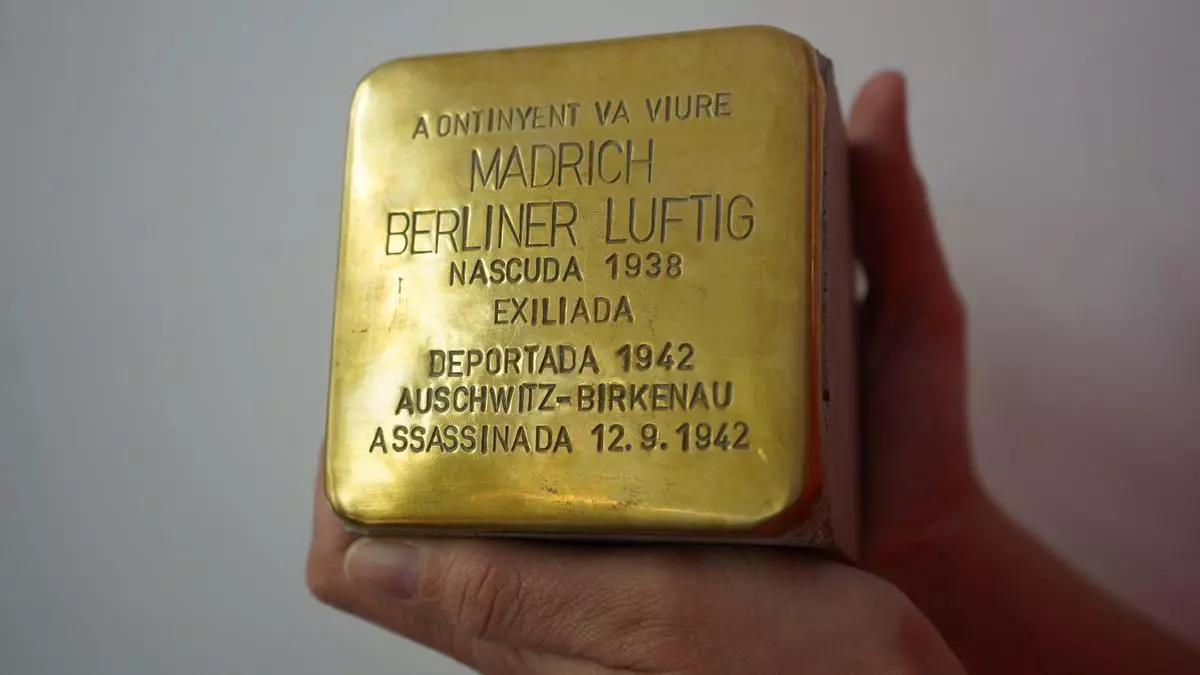 A ONTINYENT VA VIURE
MADRICH
BERLINER LUFTIG
NASCUDA 1938
EXILIADA
DEPORTADA 1942
AUSCHWITZ-BIRKENAU
ASSASSINADA 12.9.1942